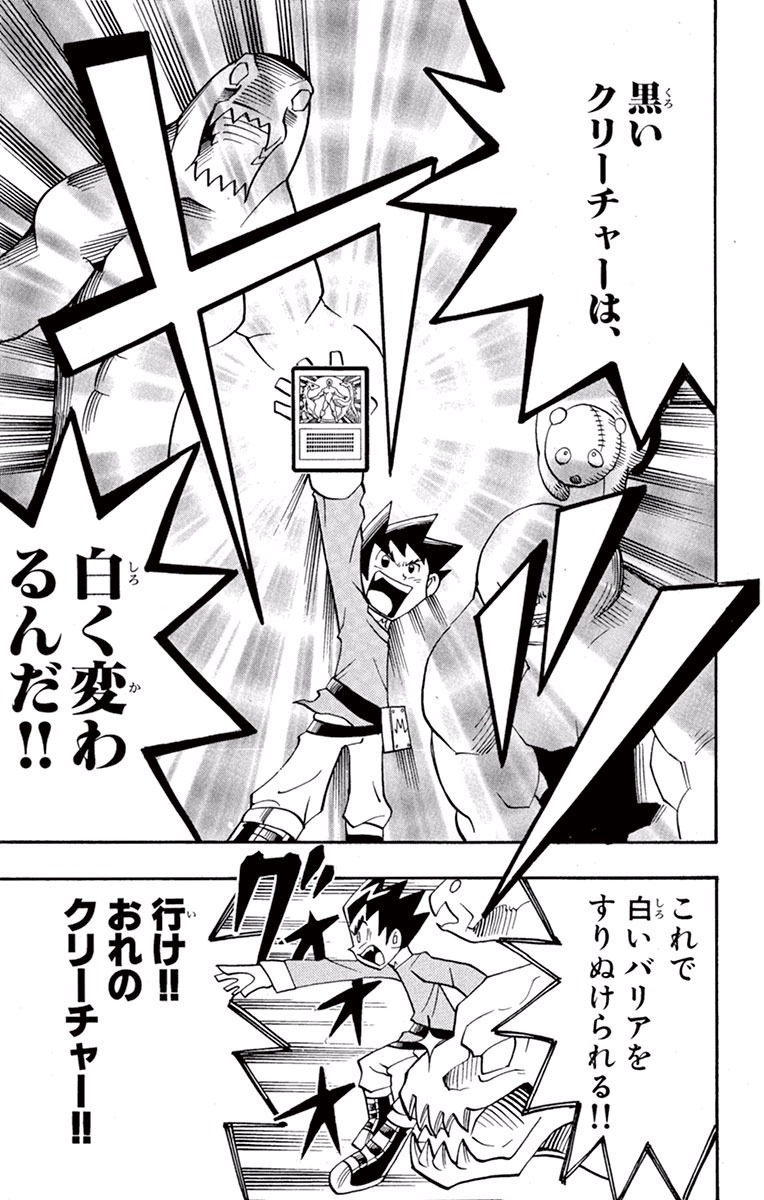 黒い
クリーチャーは、
ギッ
白く変わ
るんだ!!
これで
白いバリアを
すりぬけられる!!
グオオオ
行け!!
おれの
クリーチャー!!
M